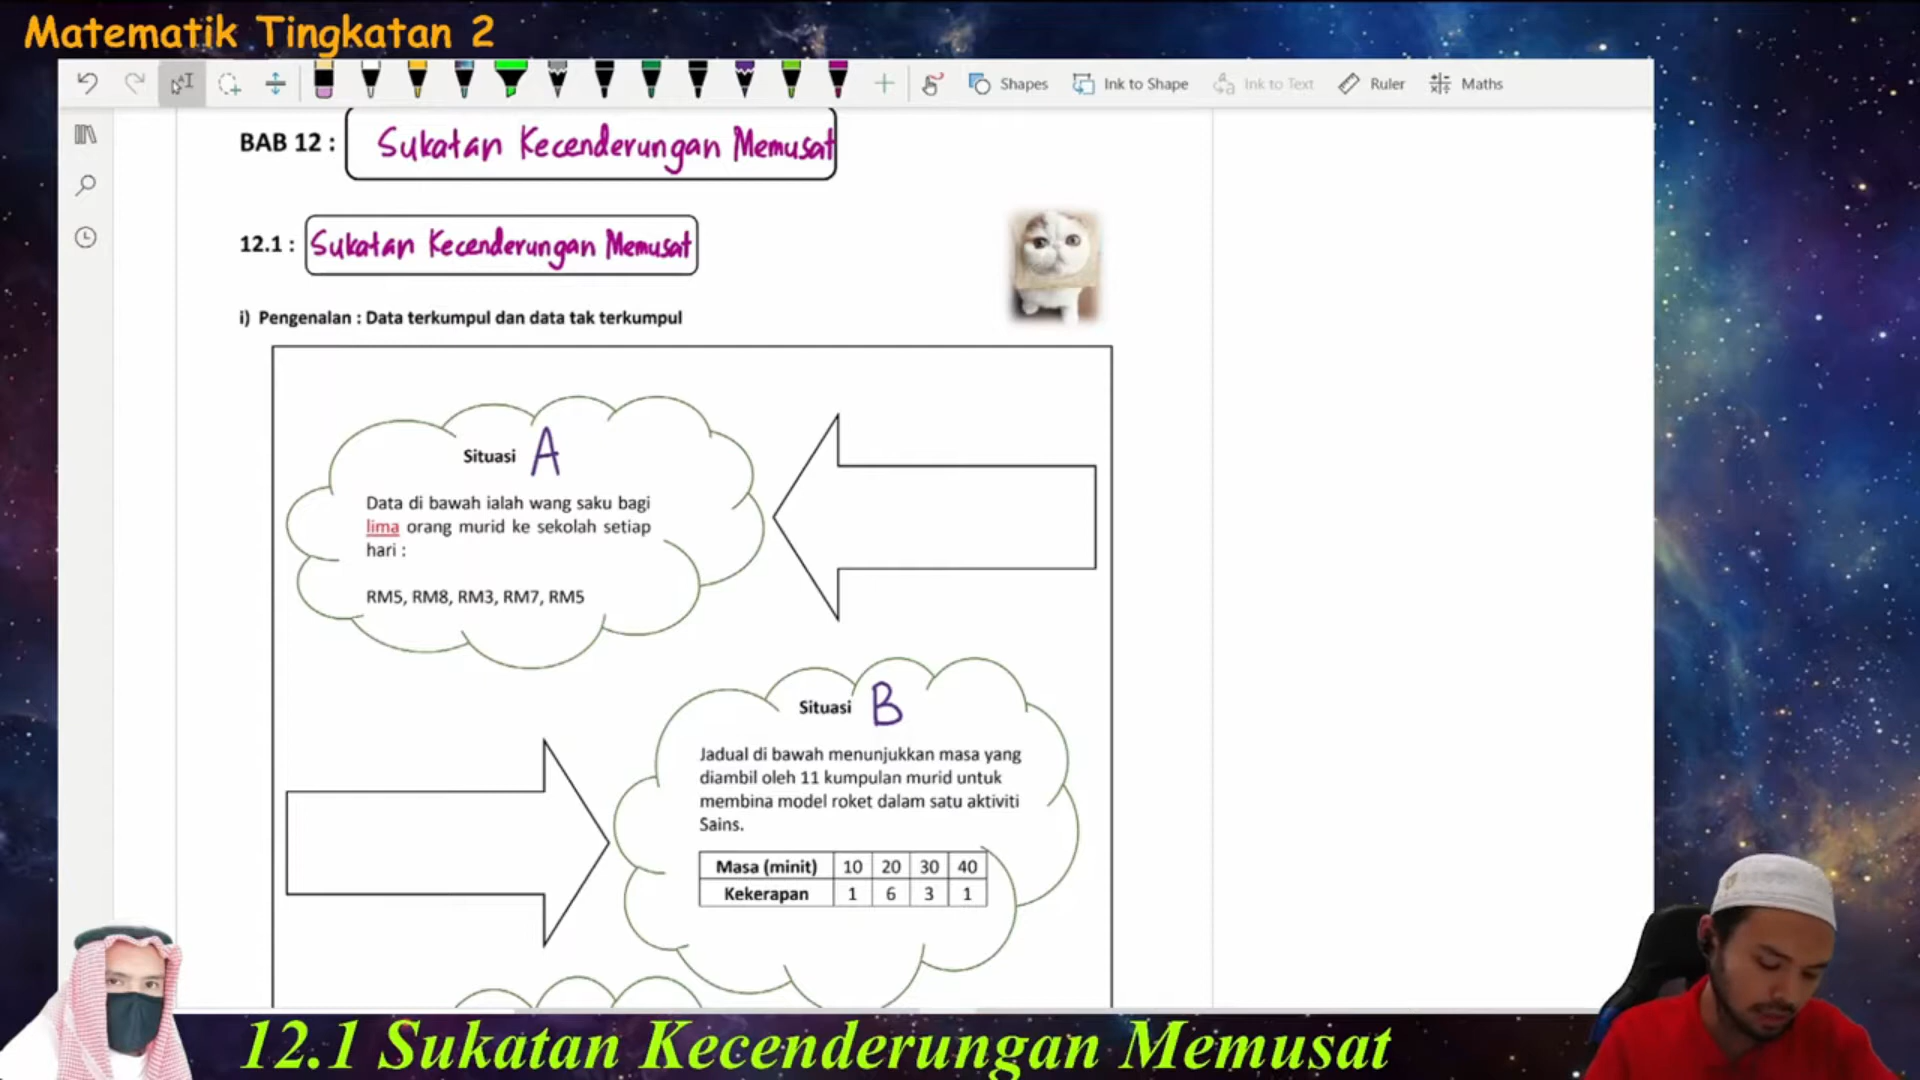 Matematik Tingkatan 2
Shapes Ink to Shape Ink to Text Ruler Maths
BAB 12 : Sukatan Kecenderungan Memusat
12.1 : Sukatan Kecenderungan Memusat
i) Pengenalan : Data terkumpul dan data tak terkumpul
Situasi A
Data di bawah ialah wang saku bagi
lima orang murid ke sekolah setiap
hari :
RM5, RM8, RM3, RM7, RM5
Situasi B
Jadual di bawah menunjukkan masa yang
diambil oleh 11 kumpulan murid untuk
membina model roket dalam satu aktiviti
Sains.
Masa (minit) 10 20 30 40
Kekerapan 1 6 3 1
12.1 Sukatan Kecenderungan Memusat